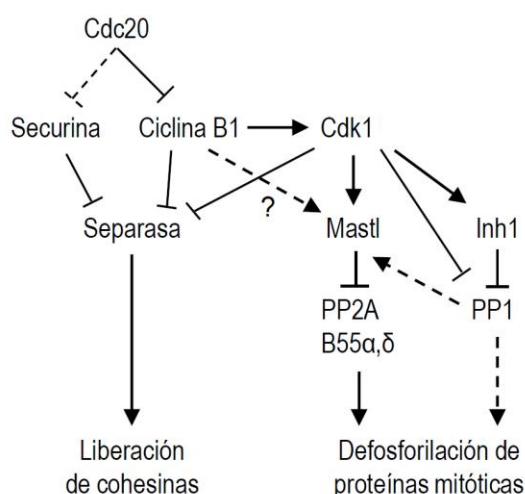 Cdc20
Securina
Ciclina B1
Cdk1
?
Separasa
Mastl
Inh1
PP2A
B55α,δ
PP1
Liberación
de cohesinas
Defosforilación de
proteínas mitóticas